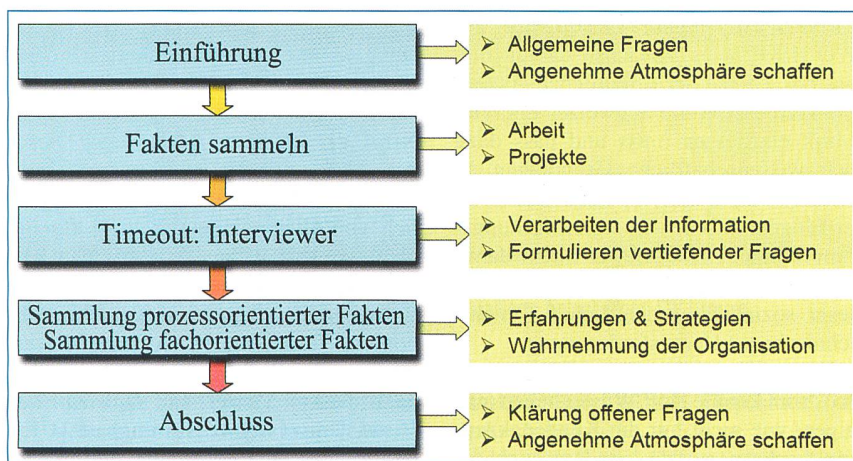 Einführung
➢ Allgemeine Fragen
➢ Angenehme Atmosphäre schaffen
Fakten sammeln
➢ Arbeit
➢ Projekte
Timeout: Interviewer
➢ Verarbeiten der Information
➢ Formulieren vertiefender Fragen
Sammlung prozessorientierter Fakten
Sammlung fachorientierter Fakten
➢ Erfahrungen & Strategien
➢ Wahrnehmung der Organisation
Abschluss
➢ Klärung offener Fragen
➢ Angenehme Atmosphäre schaffen